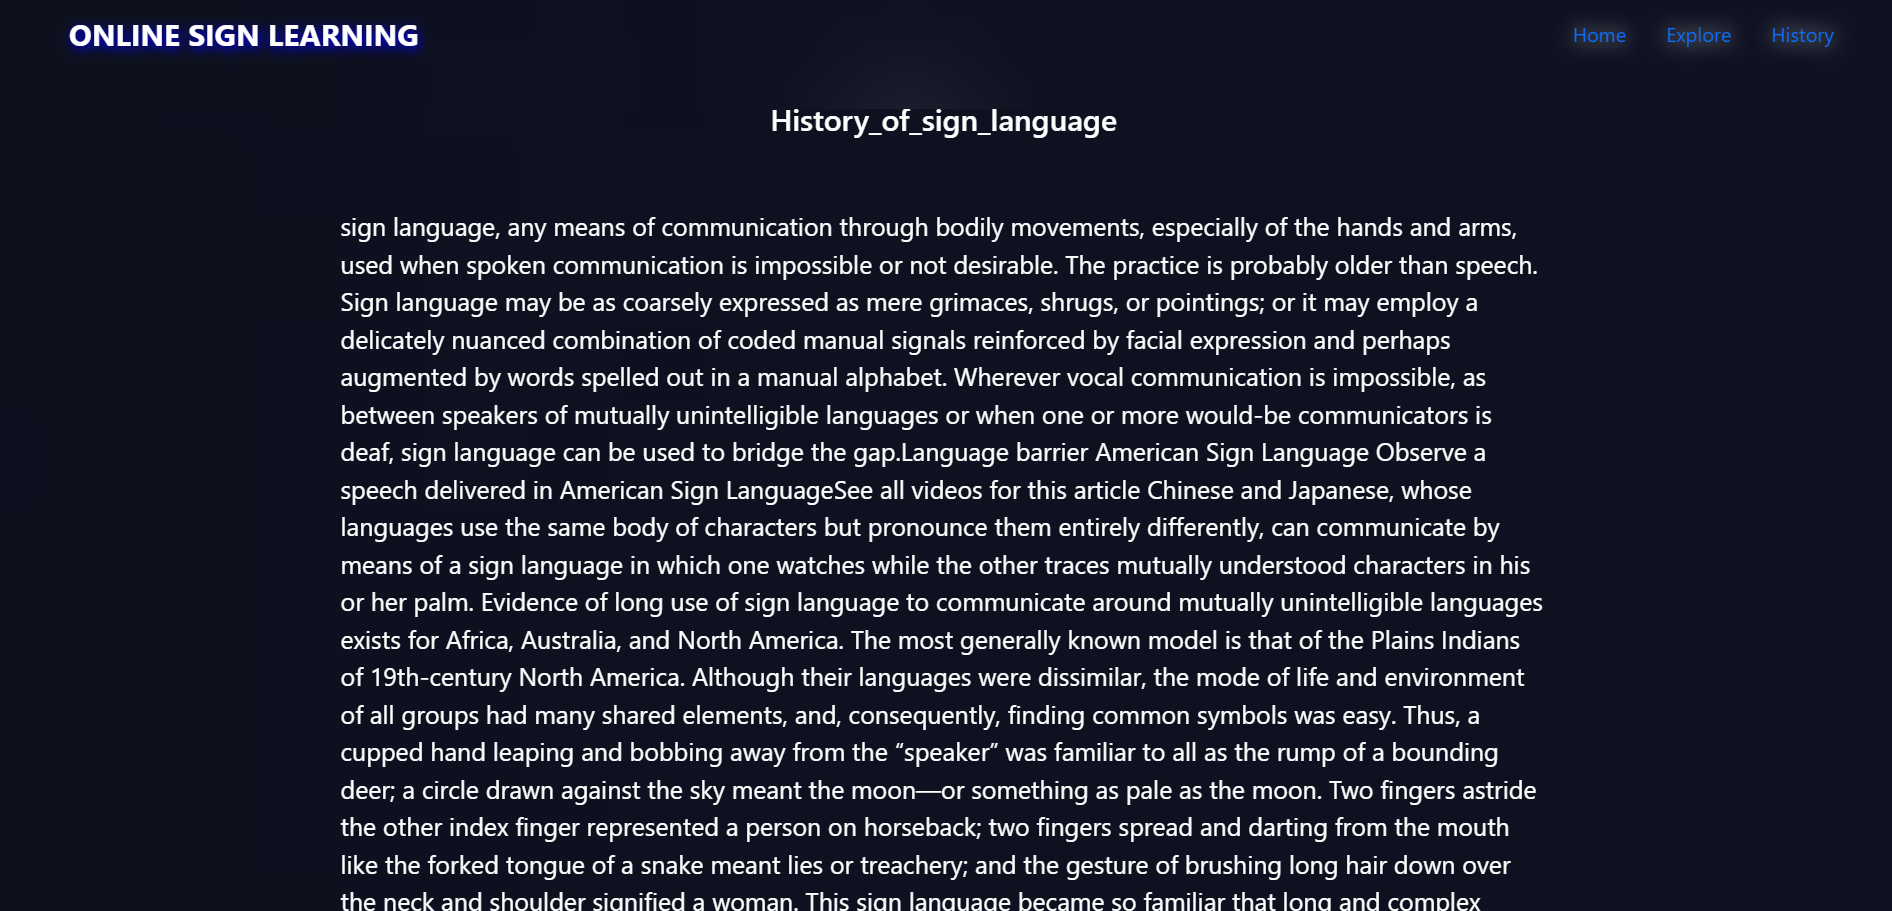 ONLINE SIGN LEARNING
Home Explore History
History_of_sign_language
sign language, any means of communication through bodily movements, especially of the hands and arms,
used when spoken communication is impossible or not desirable. The practice is probably older than speech.
Sign language may be as coarsely expressed as mere grimaces, shrugs, or pointings; or it may employ a
delicately nuanced combination of coded manual signals reinforced by facial expression and perhaps
augmented by words spelled out in a manual alphabet. Wherever vocal communication is impossible, as
between speakers of mutually unintelligible languages or when one or more would-be communicators is
deaf, sign language can be used to bridge the gap.Language barrier American Sign Language Observe a
speech delivered in American Sign LanguageSee all videos for this article Chinese and Japanese, whose
languages use the same body of characters but pronounce them entirely differently, can communicate by
means of a sign language in which one watches while the other traces mutually understood characters in his
or her palm. Evidence of long use of sign language to communicate around mutually unintelligible languages
exists for Africa, Australia, and North America. The most generally known model is that of the Plains Indians
of 19th-century North America. Although their languages were dissimilar, the mode of life and environment
of all groups had many shared elements, and, consequently, finding common symbols was easy. Thus, a
cupped hand leaping and bobbing away from the “speaker” was familiar to all as the rump of a bounding
deer; a circle drawn against the sky meant the moon—or something as pale as the moon. Two fingers astride
the other index finger represented a person on horseback; two fingers spread and darting from the mouth
like the forked tongue of a snake meant lies or treachery; and the gesture of brushing long hair down over
the neck and shoulder signified a woman. This sign language became so familiar that long and complex